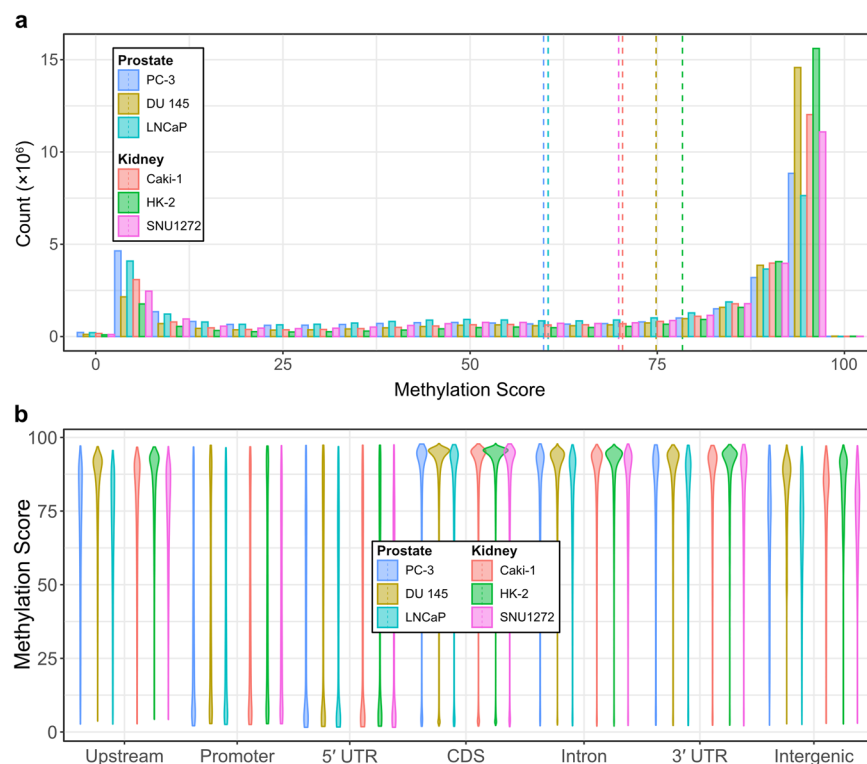 a
Count (×10⁶)
15
10
5
0
Prostate
PC-3
DU 145
LNCaP
Kidney
Caki-1
HK-2
SNU1272
0 25 50 75 100
Methylation Score
b
Methylation Score
100
75
50
25
0
Prostate Kidney
PC-3 Caki-1
DU 145 HK-2
LNCaP SNU1272
Upstream Promoter 5′ UTR CDS Intron 3′ UTR Intergenic